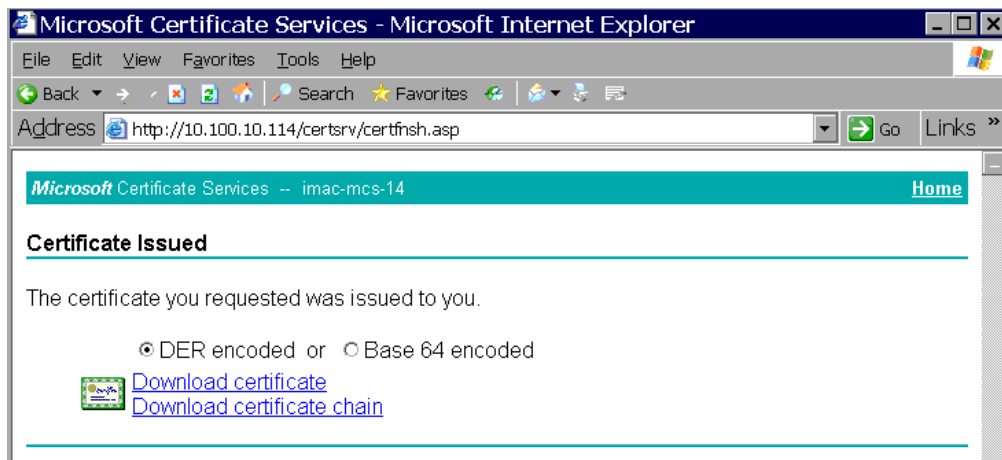 Microsoft Certificate Services - Microsoft Internet Explorer
File Edit View Favorites Tools Help
Back Search Favorites
Address http://10.100.10.114/certsrv/certfnsh.asp Go Links »
Microsoft Certificate Services -- imac-mcs-14 Home
Certificate Issued
The certificate you requested was issued to you.
DER encoded or Base 64 encoded
Download certificate
Download certificate chain